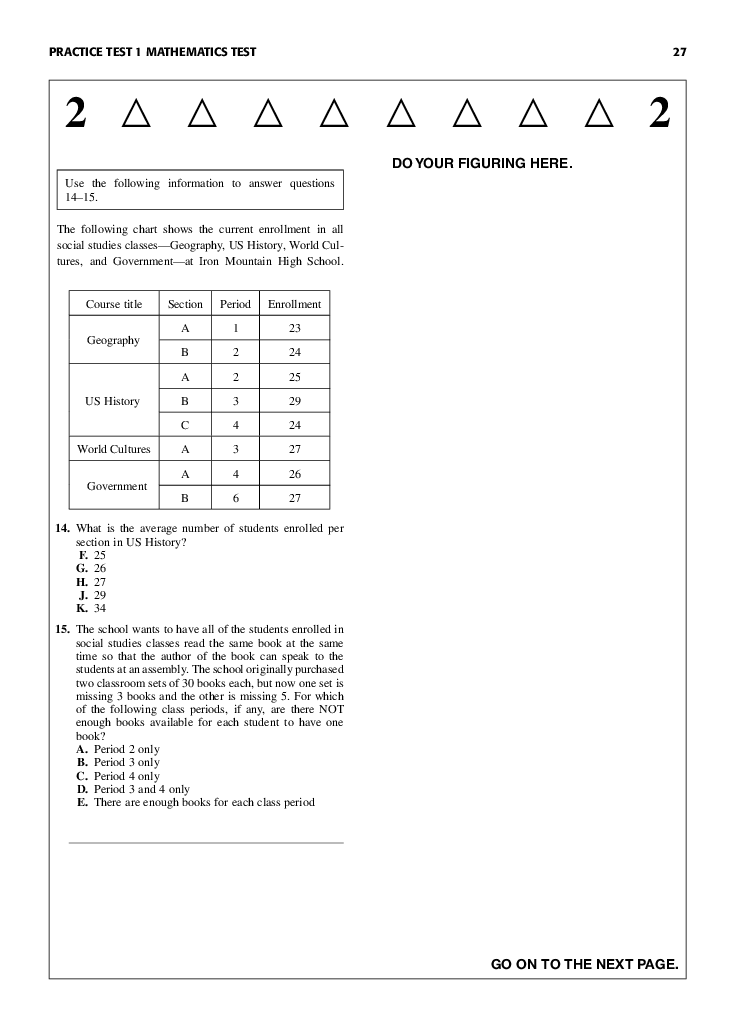 PRACTICE TEST 1 MATHEMATICS TEST 27
2 △ △ △ △ △ △ △ △ 2
DO YOUR FIGURING HERE.
Use the following information to answer questions
14–15.
The following chart shows the current enrollment in all
social studies classes—Geography, US History, World Cul-
tures, and Government—at Iron Mountain High School.
Course title Section Period Enrollment
Geography
A 1 23
B 2 24
US History
A 2 25
B 3 29
C 4 24
World Cultures A 3 27
Government
A 4 26
B 6 27
14. What is the average number of students enrolled per
section in US History?
F. 25
G. 26
H. 27
J. 29
K. 34
15. The school wants to have all of the students enrolled in
social studies classes read the same book at the same
time so that the author of the book can speak to the
students at an assembly. The school originally purchased
two classroom sets of 30 books each, but now one set is
missing 3 books and the other is missing 5. For which
of the following class periods, if any, are there NOT
enough books available for each student to have one
book?
A. Period 2 only
B. Period 3 only
C. Period 4 only
D. Period 3 and 4 only
E. There are enough books for each class period
GO ON TO THE NEXT PAGE.